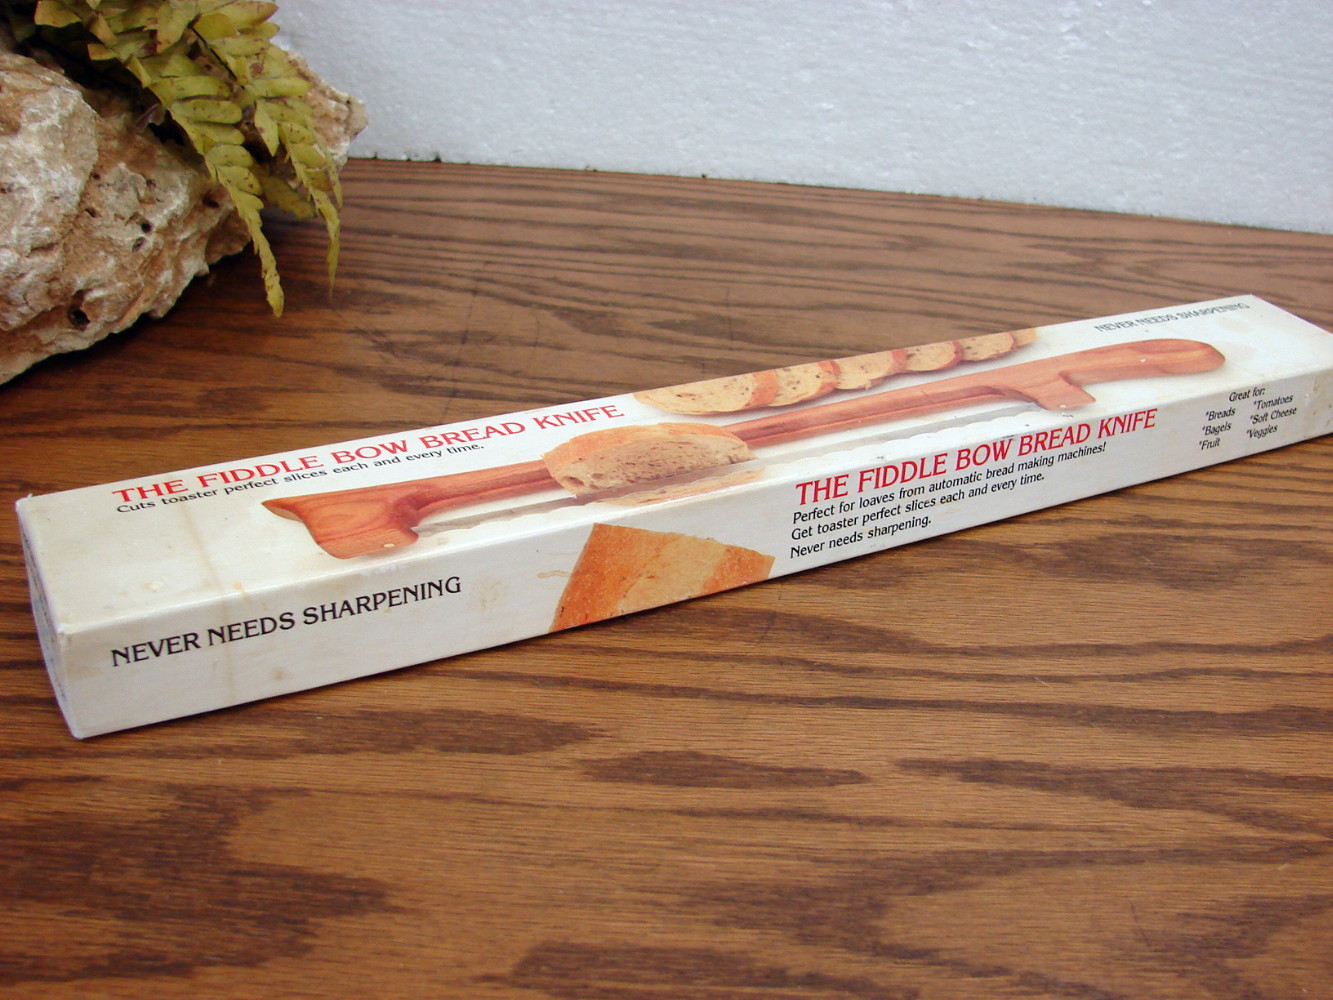 THE FIDDLE BOW BREAD KNIFE
Cuts toaster perfect slices each and every time.
NEVER NEEDS SHARPENING
NEVER NEEDS SHARPENING
THE FIDDLE BOW BREAD KNIFE
Perfect for loaves from automatic bread making machines!
Get toaster perfect slices each and every time.
Never needs sharpening.
Great for:
*Breads *Tomatoes
*Bagels *Soft Cheese
*Fruit *Veggies